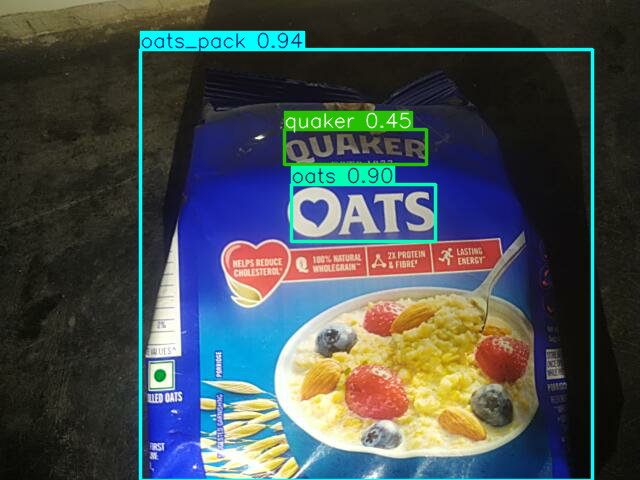 oats_pack 0.94
quaker 0.45
QUAKER
oats 0.90
OATS
HELPS REDUCE
CHOLESTEROL
Q 100% NATURAL
WHOLEGRAIN
2X PROTEIN
& FIBRE
LASTING
ENERGY
PORRIDGE
LLED OATS
FIRST